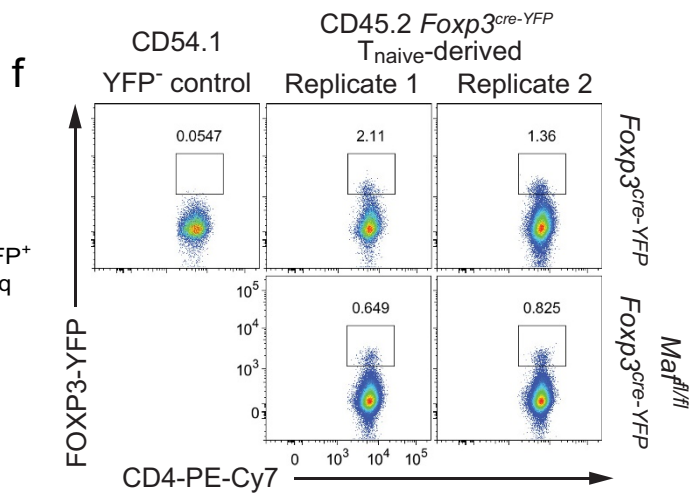 f
CD54.1
YFP⁻ control
CD45.2 Foxp3ᶜʳᵉ⁻ʸᶠᵖ
Tnaive-derived
Replicate 1
Replicate 2
0.0547
2.11
1.36
Foxp3ᶜʳᵉ⁻ʸᶠᵖ
FP⁺
q
0.649
0.825
Mafᶠˡ/ᶠˡ
Foxp3ᶜʳᵉ⁻ʸᶠᵖ
10⁵
10⁴
10³
0
0 10³ 10⁴ 10⁵
FOXP3-YFP
CD4-PE-Cy7